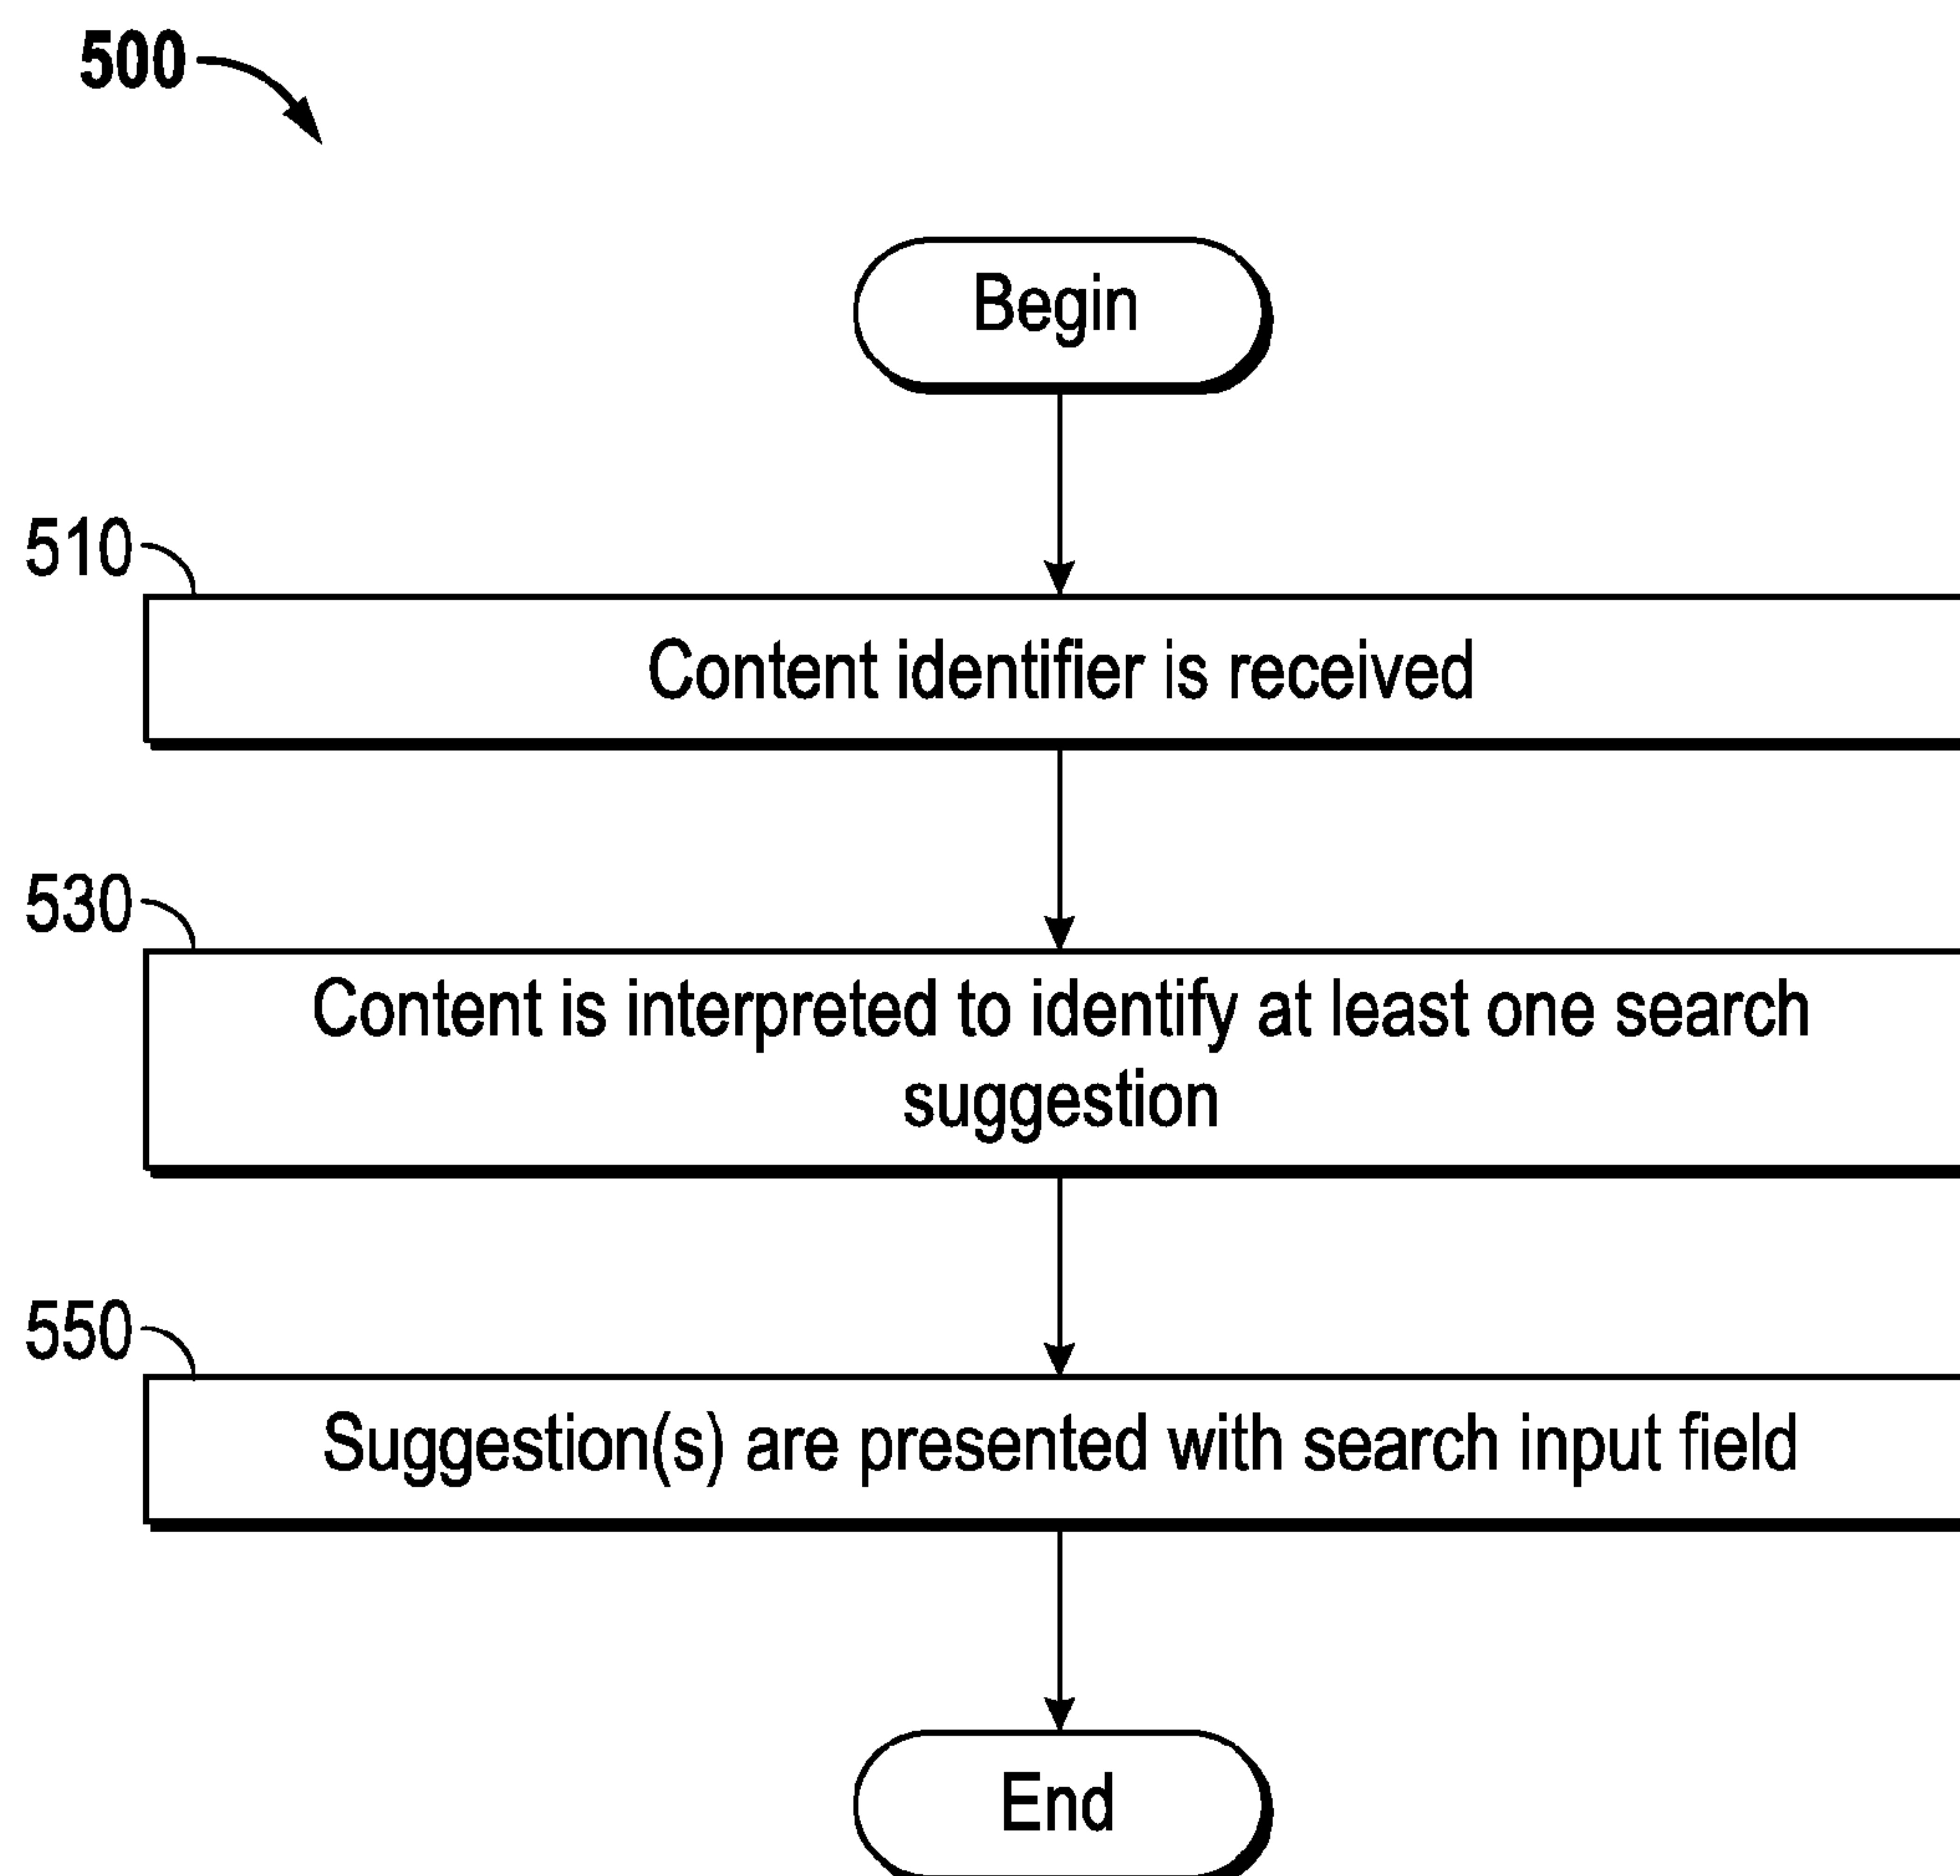 500
Begin
510
Content identifier is received
530
Content is interpreted to identify at least one search
suggestion
550
Suggestion(s) are presented with search input field
End